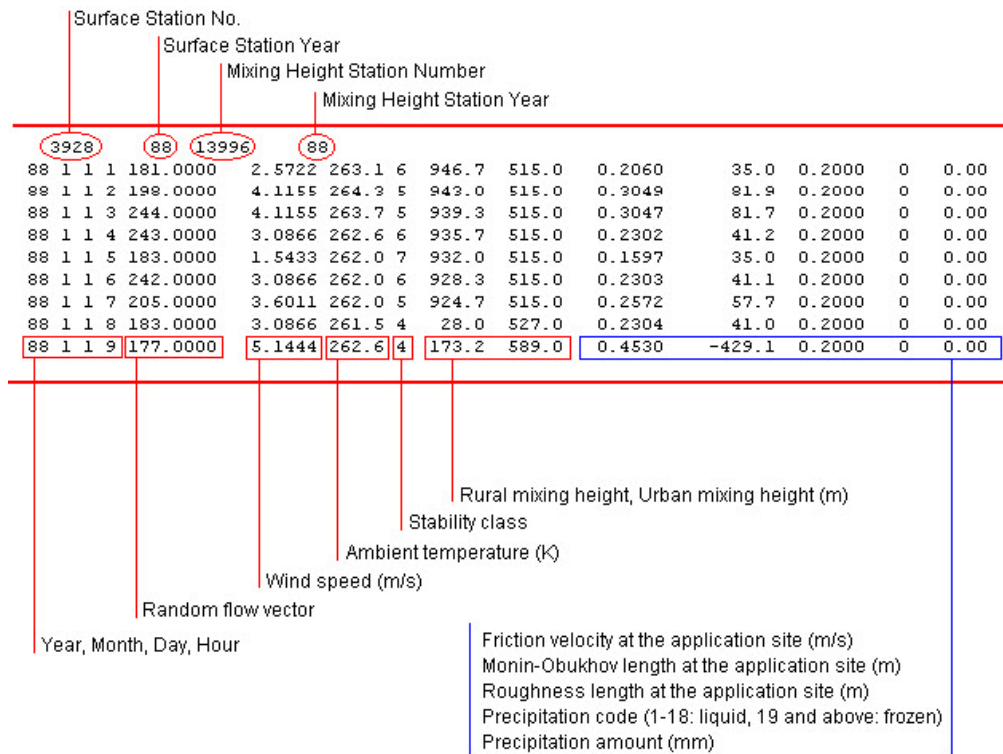 Surface Station No.
Surface Station Year
Mixing Height Station Number
Mixing Height Station Year
3928 88 13996 88
88 1 1 1 181.0000 2.5722 263.1 6 946.7 515.0 0.2060 35.0 0.2000 0 0.00
88 1 1 2 198.0000 4.1155 264.3 5 943.0 515.0 0.3049 81.9 0.2000 0 0.00
88 1 1 3 244.0000 4.1155 263.7 5 939.3 515.0 0.3047 81.7 0.2000 0 0.00
88 1 1 4 243.0000 3.0866 262.6 6 935.7 515.0 0.2302 41.2 0.2000 0 0.00
88 1 1 5 183.0000 1.5433 262.0 7 932.0 515.0 0.1597 35.0 0.2000 0 0.00
88 1 1 6 242.0000 3.0866 262.0 6 928.3 515.0 0.2303 41.1 0.2000 0 0.00
88 1 1 7 205.0000 3.6011 262.0 5 924.7 515.0 0.2572 57.7 0.2000 0 0.00
88 1 1 8 183.0000 3.0866 261.5 4 28.0 527.0 0.2304 41.0 0.2000 0 0.00
88 1 1 9 177.0000 5.1444 262.6 4 173.2 589.0 0.4530 -429.1 0.2000 0 0.00
Rural mixing height, Urban mixing height (m)
Stability class
Ambient temperature (K)
Wind speed (m/s)
Random flow vector
Year, Month, Day, Hour
Friction velocity at the application site (m/s)
Monin-Obukhov length at the application site (m)
Roughness length at the application site (m)
Precipitation code (1-18: liquid, 19 and above: frozen)
Precipitation amount (mm)